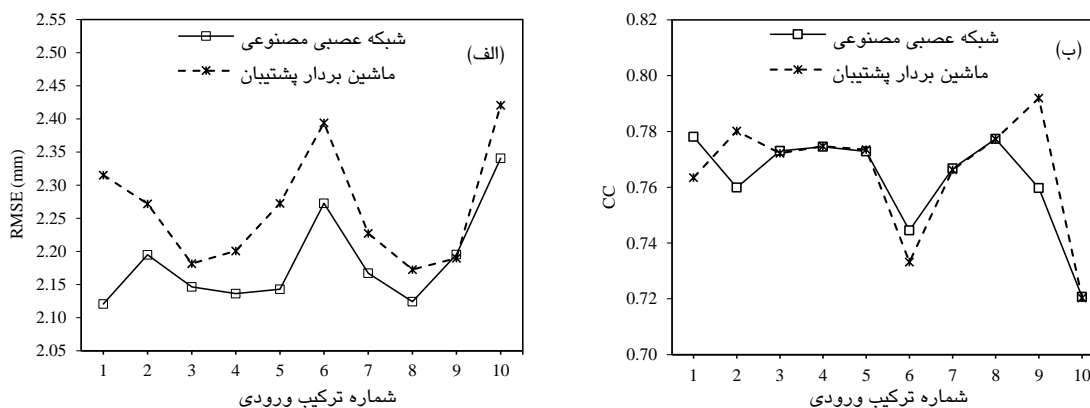 2.55
2.50
2.45
2.40
2.35
2.30
2.25
2.20
2.15
2.10
2.05
RMSE (mm)
شبکه عصبی مصنوعی
ماشین بردار پشتیبان
(الف)
1 2 3 4 5 6 7 8 9 10
شماره ترکیب ورودی
0.82
0.80
0.78
0.76
0.74
0.72
0.70
CC
شبکه عصبی مصنوعی
ماشین بردار پشتیبان
(ب)
1 2 3 4 5 6 7 8 9 10
شماره ترکیب ورودی